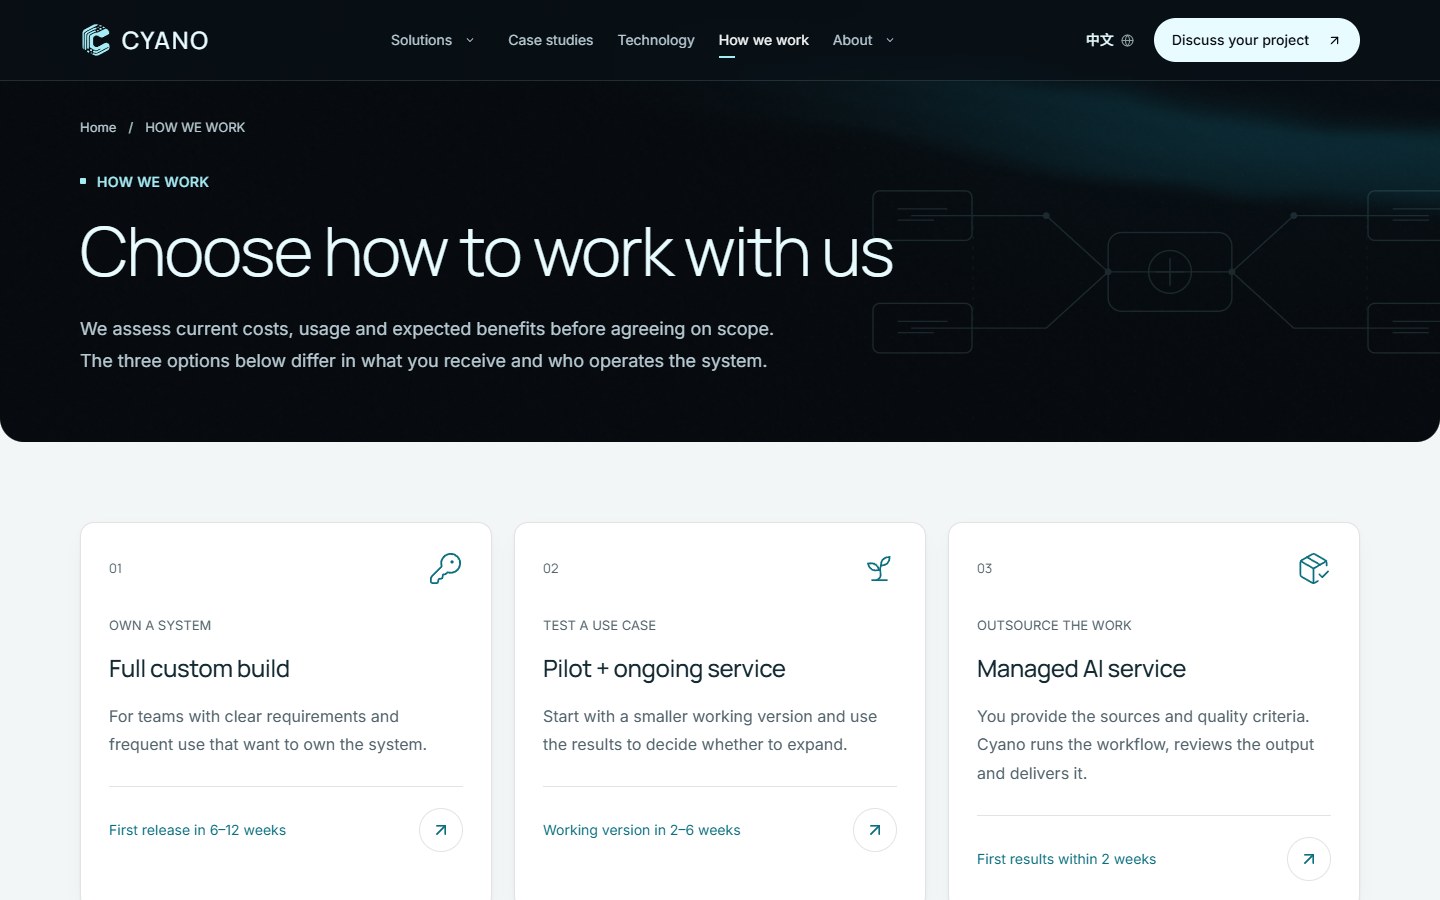 CYANO
Solutions
Case studies
Technology
How we work
About
中文
Discuss your project
Home / HOW WE WORK
HOW WE WORK
Choose how to work with us
We assess current costs, usage and expected benefits before agreeing on scope.
The three options below differ in what you receive and who operates the system.
01
OWN A SYSTEM
Full custom build
For teams with clear requirements and
frequent use that want to own the system.
First release in 6–12 weeks
02
TEST A USE CASE
Pilot + ongoing service
Start with a smaller working version and use
the results to decide whether to expand.
Working version in 2–6 weeks
03
OUTSOURCE THE WORK
Managed AI service
You provide the sources and quality criteria.
Cyano runs the workflow, reviews the output
and delivers it.
First results within 2 weeks